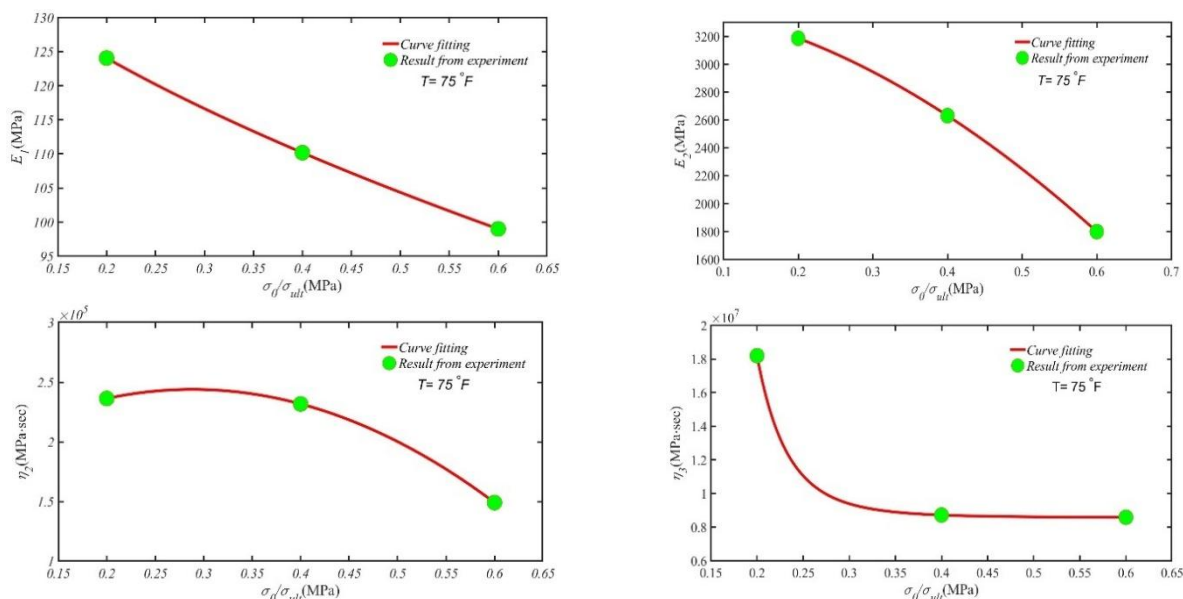 130
125
120
115
110
105
100
95
E1(MPa)
Curve fitting
Result from experiment
T= 75 °F
0.15 0.2 0.25 0.3 0.35 0.4 0.45 0.5 0.55 0.6 0.65
σ0/σult(MPa)
3200
3000
2800
2600
2400
2200
2000
1800
1600
E2(MPa)
Curve fitting
Result from experiment
T= 75 °F
0.1 0.2 0.3 0.4 0.5 0.6 0.7
σ0/σult(MPa)
×10^5
3
2.5
2
1.5
1
η2(MPa·sec)
Curve fitting
Result from experiment
T= 75 °F
0.15 0.2 0.25 0.3 0.35 0.4 0.45 0.5 0.55 0.6 0.65
σ0/σult(MPa)
×10^7
2
1.8
1.6
1.4
1.2
1
0.8
0.6
η3(MPa·sec)
Curve fitting
Result from experiment
T= 75 °F
0.15 0.2 0.25 0.3 0.35 0.4 0.45 0.5 0.55 0.6 0.65
σ0/σult(MPa)